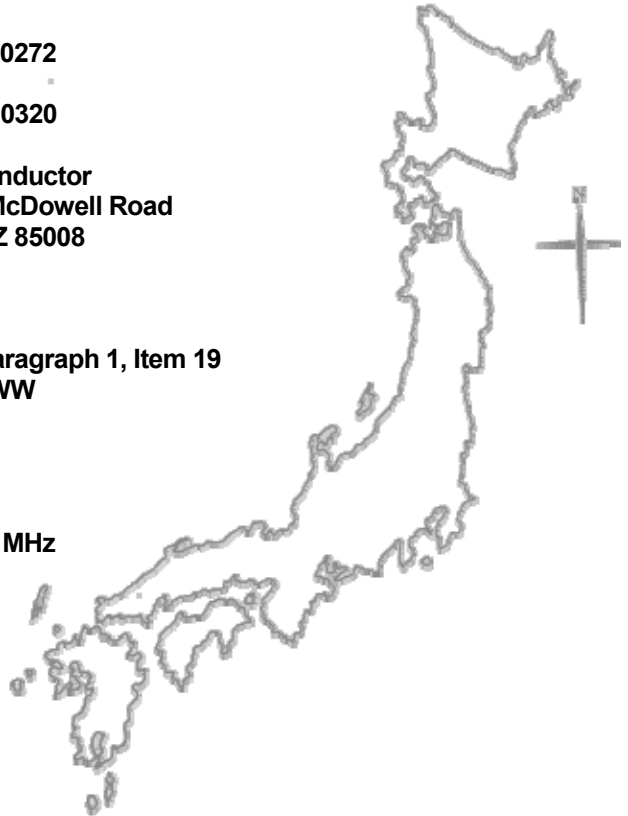 0272
0320
nductor
McDowell Road
Z 85008
N
aragraph 1, Item 19
WW
MHz